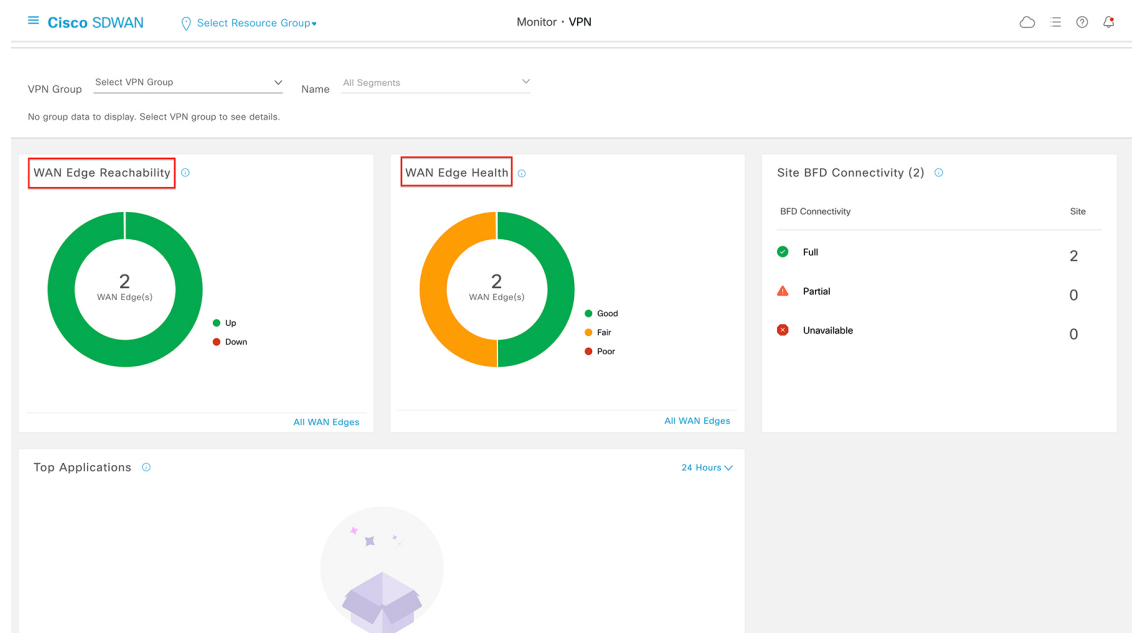 Cisco SDWAN
Select Resource Group
Monitor · VPN
VPN Group
Select VPN Group
Name
All Segments
No group data to display. Select VPN group to see details.
WAN Edge Reachability
2
WAN Edge(s)
Up
Down
All WAN Edges
WAN Edge Health
2
WAN Edge(s)
Good
Fair
Poor
All WAN Edges
Site BFD Connectivity (2)
BFD Connectivity Site
Full 2
Partial 0
Unavailable 0
Top Applications
24 Hours